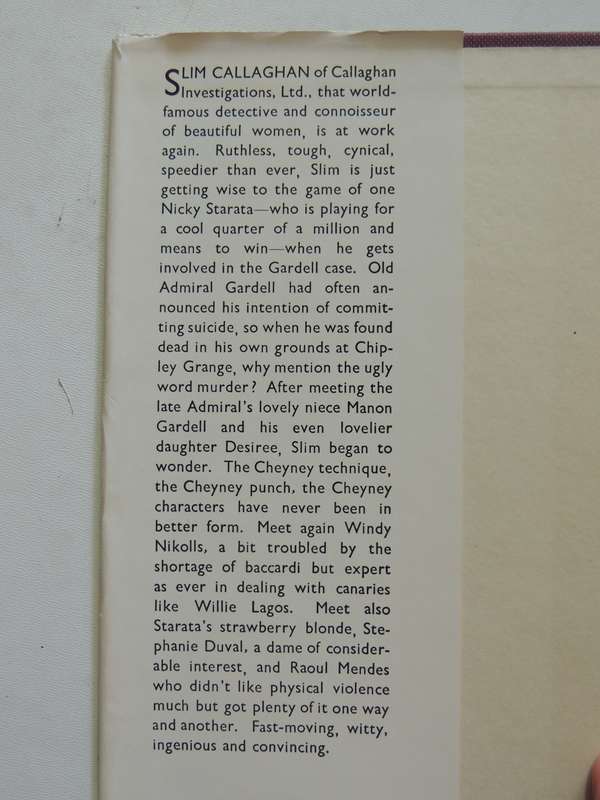 SLIM CALLAGHAN of Callaghan
Investigations, Ltd., that world-
famous detective and connoisseur
of beautiful women, is at work
again. Ruthless, tough, cynical,
speedier than ever, Slim is just
getting wise to the game of one
Nicky Starata—who is playing for
a cool quarter of a million and
means to win—when he gets
involved in the Gardell case. Old
Admiral Gardell had often an-
nounced his intention of commit-
ting suicide, so when he was found
dead in his own grounds at Chip-
ley Grange, why mention the ugly
word murder? After meeting the
late Admiral's lovely niece Manon
Gardell and his even lovelier
daughter Desiree, Slim began to
wonder. The Cheyney technique,
the Cheyney punch, the Cheyney
characters have never been in
better form. Meet again Windy
Nikolls, a bit troubled by the
shortage of baccardi but expert
as ever in dealing with canaries
like Willie Lagos. Meet also
Starata's strawberry blonde, Ste-
phanie Duval, a dame of consider-
able interest, and Raoul Mendes
who didn't like physical violence
much but got plenty of it one way
and another. Fast-moving, witty,
ingenious and convincing.